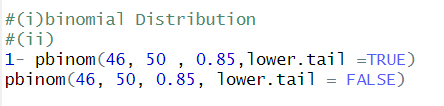 #(i)binomial Distribution
#(ii)
1- pbinom(46, 50 , 0.85,lower.tail =TRUE)
pbinom(46, 50, 0.85, lower.tail = FALSE)